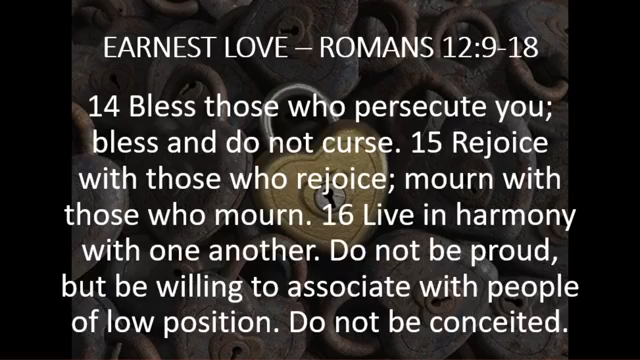 EARNEST LOVE – ROMANS 12:9-18
14 Bless those who persecute you;
bless and do not curse. 15 Rejoice
with those who rejoice; mourn with
those who mourn. 16 Live in harmony
with one another. Do not be proud,
but be willing to associate with people
of low position. Do not be conceited.